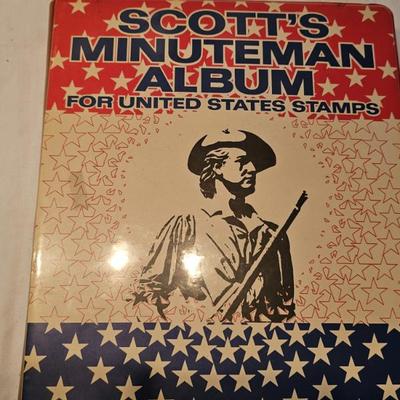 SCOTT'S
MINUTEMAN
ALBUM
FOR UNITED STATES STAMPS